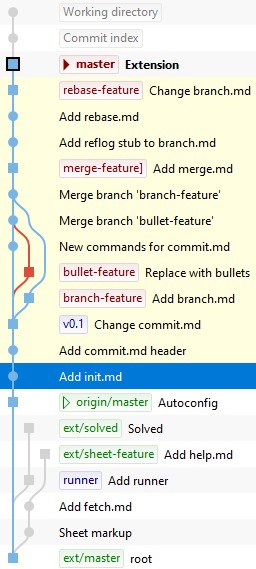 Working directory
Commit index
master Extension
rebase-feature Change branch.md
Add rebase.md
Add reflog stub to branch.md
merge-feature] Add merge.md
Merge branch 'branch-feature'
Merge branch 'bullet-feature'
New commands for commit.md
bullet-feature Replace with bullets
branch-feature Add branch.md
v0.1 Change commit.md
Add commit.md header
Add init.md
origin/master Autoconfig
ext/solved Solved
ext/sheet-feature Add help.md
runner Add runner
Add fetch.md
Sheet markup
ext/master root